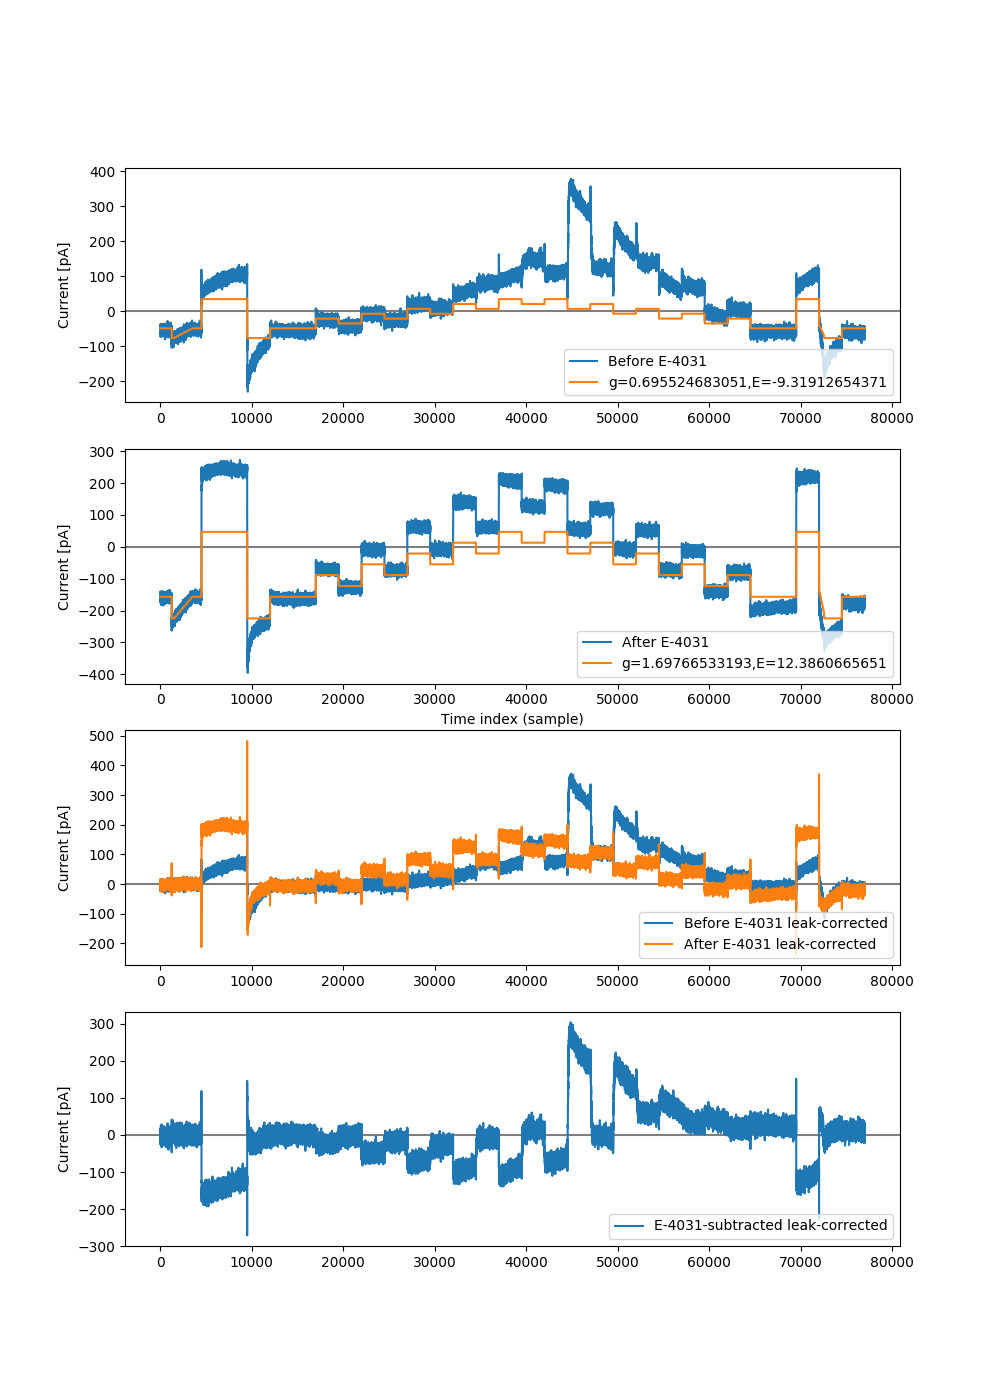 400
300
200
100
0
−100
−200
Current [pA]
Before E-4031
g=0.695524683051,E=-9.31912654371
0 10000 20000 30000 40000 50000 60000 70000 80000
300
200
100
0
−100
−200
−300
−400
Current [pA]
After E-4031
g=1.69766533193,E=12.3860665651
0 10000 20000 30000 40000 50000 60000 70000 80000
Time index (sample)
500
400
300
200
100
0
−100
−200
Current [pA]
Before E-4031 leak-corrected
After E-4031 leak-corrected
0 10000 20000 30000 40000 50000 60000 70000 80000
300
200
100
0
−100
−200
−300
Current [pA]
E-4031-subtracted leak-corrected
0 10000 20000 30000 40000 50000 60000 70000 80000